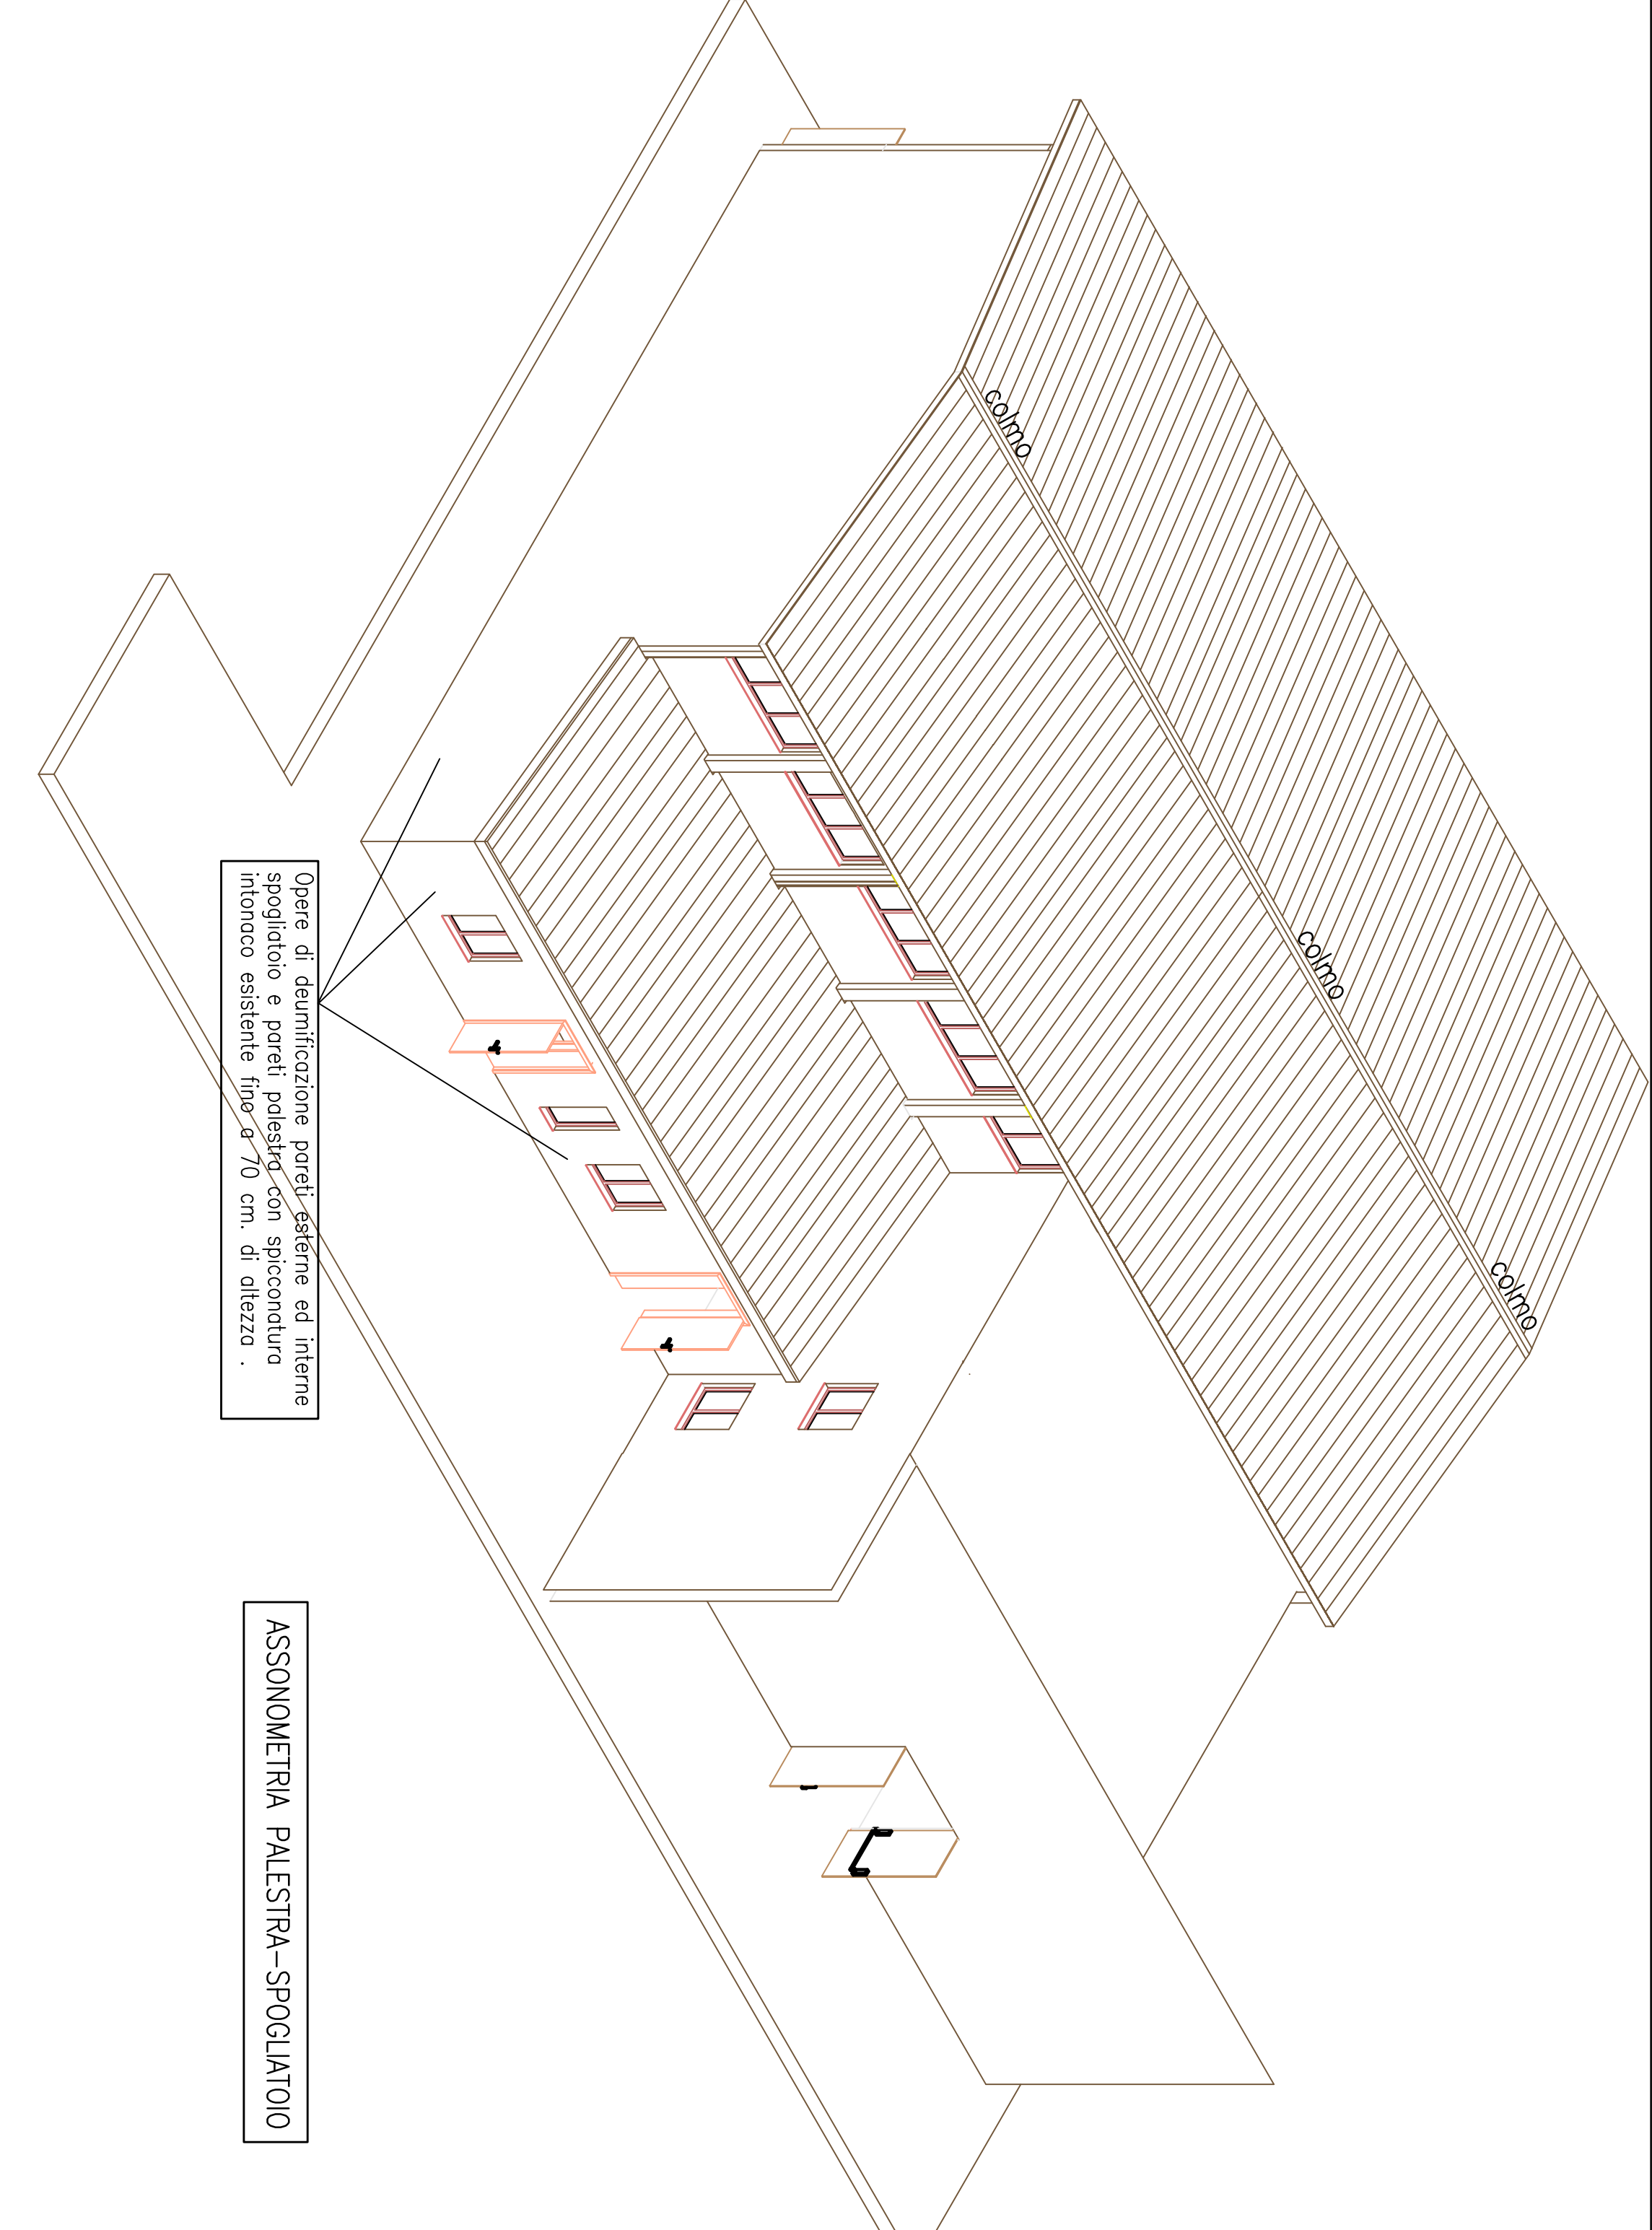 colmo
colmo
colmo
Opere di deumificazione pareti esterne ed interne
spogliatoio e pareti palestra con spicconatura
intonaco esistente fino a 70 cm. di altezza .
ASSONOMETRIA PALESTRA-SPOGLIATOIO